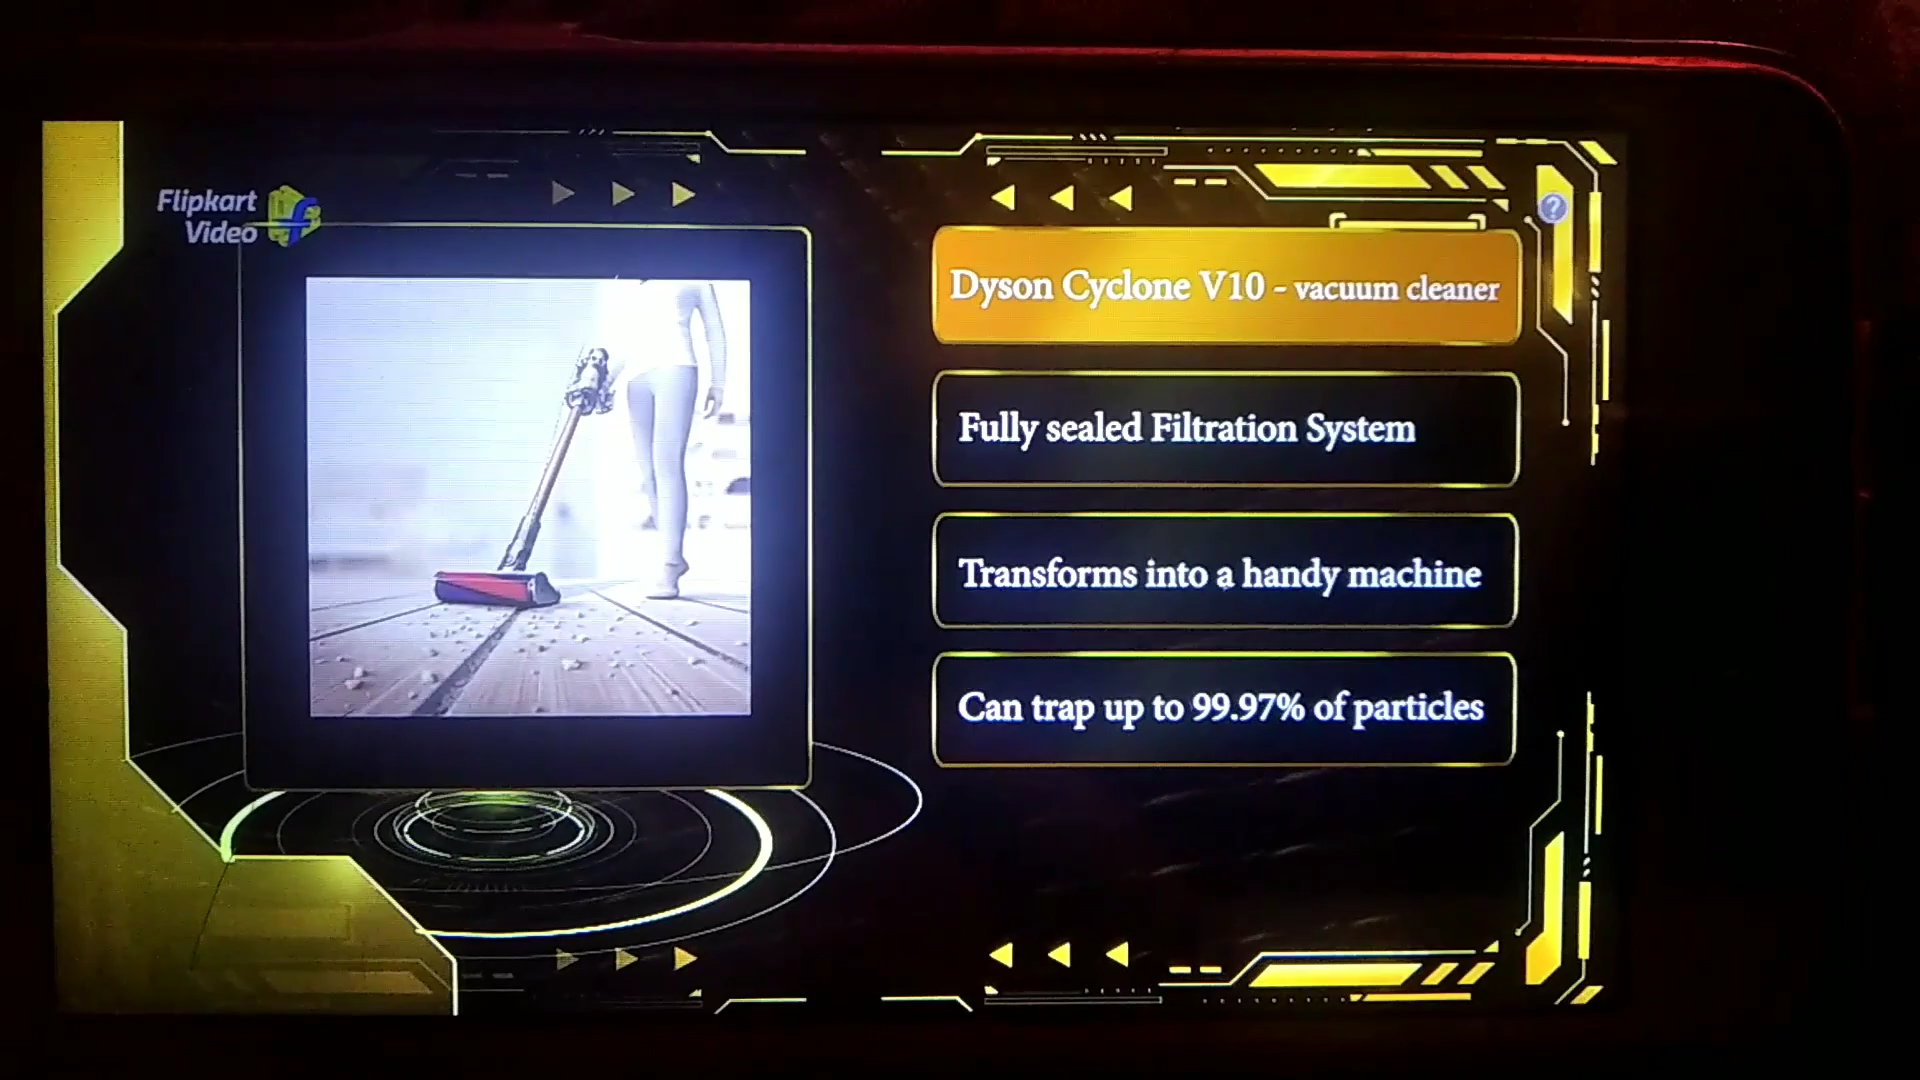 Flipkart
Video
?
Dyson Cyclone V10 - vacuum cleaner
Fully sealed Filtration System
Transforms into a handy machine
Can trap up to 99.97% of particles